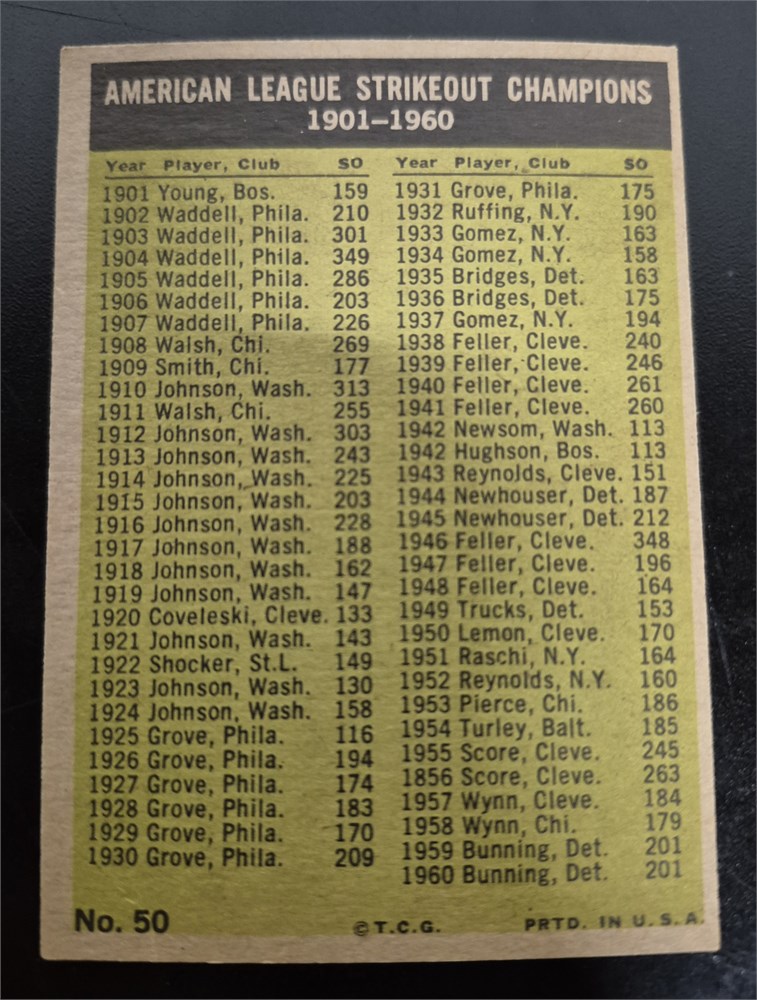 AMERICAN LEAGUE STRIKEOUT CHAMPIONS
1901–1960
Year Player, Club SO
1901 Young, Bos. 159
1902 Waddell, Phila. 210
1903 Waddell, Phila. 301
1904 Waddell, Phila. 349
1905 Waddell, Phila. 286
1906 Waddell, Phila. 203
1907 Waddell, Phila. 226
1908 Walsh, Chi. 269
1909 Smith, Chi. 177
1910 Johnson, Wash. 313
1911 Walsh, Chi. 255
1912 Johnson, Wash. 303
1913 Johnson, Wash. 243
1914 Johnson, Wash. 225
1915 Johnson, Wash. 203
1916 Johnson, Wash. 228
1917 Johnson, Wash. 188
1918 Johnson, Wash. 162
1919 Johnson, Wash. 147
1920 Coveleski, Cleve. 133
1921 Johnson, Wash. 143
1922 Shocker, St.L. 149
1923 Johnson, Wash. 130
1924 Johnson, Wash. 158
1925 Grove, Phila. 116
1926 Grove, Phila. 194
1927 Grove, Phila. 174
1928 Grove, Phila. 183
1929 Grove, Phila. 170
1930 Grove, Phila. 209
Year Player, Club SO
1931 Grove, Phila. 175
1932 Ruffing, N.Y. 190
1933 Gomez, N.Y. 163
1934 Gomez, N.Y. 158
1935 Bridges, Det. 163
1936 Bridges, Det. 175
1937 Gomez, N.Y. 194
1938 Feller, Cleve. 240
1939 Feller, Cleve. 246
1940 Feller, Cleve. 261
1941 Feller, Cleve. 260
1942 Newsom, Wash. 113
1942 Hughson, Bos. 113
1943 Reynolds, Cleve. 151
1944 Newhouser, Det. 187
1945 Newhouser, Det. 212
1946 Feller, Cleve. 348
1947 Feller, Cleve. 196
1948 Feller, Cleve. 164
1949 Trucks, Det. 153
1950 Lemon, Cleve. 170
1951 Raschi, N.Y. 164
1952 Reynolds, N.Y. 160
1953 Pierce, Chi. 186
1954 Turley, Balt. 185
1955 Score, Cleve. 245
1856 Score, Cleve. 263
1957 Wynn, Cleve. 184
1958 Wynn, Chi. 179
1959 Bunning, Det. 201
1960 Bunning, Det. 201
No. 50 © T.C.G. PRTD. IN U.S.A.